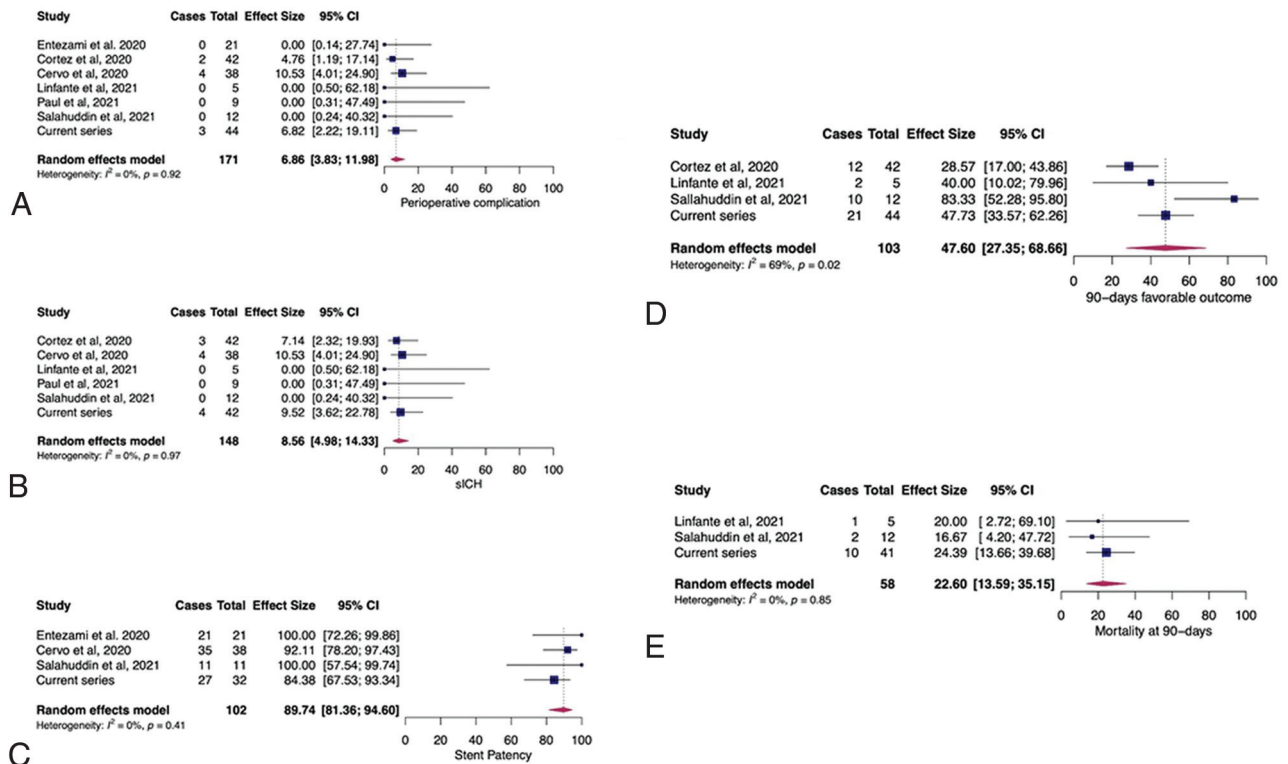 Study Cases Total Effect Size 95% CI
Entezami et al. 2020 0 21 0.00 [0.14; 27.74]
Cortez et al, 2020 2 42 4.76 [1.19; 17.14]
Cervo et al, 2020 4 38 10.53 [4.01; 24.90]
Linfante et al, 2021 0 5 0.00 [0.50; 62.18]
Paul et al, 2021 0 9 0.00 [0.31; 47.49]
Salahuddin et al, 2021 0 12 0.00 [0.24; 40.32]
Current series 3 44 6.82 [2.22; 19.11]
Random effects model 171 6.86 [3.83; 11.98]
Heterogeneity: I² = 0%, p = 0.92
0 20 40 60 80 100
Perioperative complication
A
Study Cases Total Effect Size 95% CI
Cortez et al, 2020 3 42 7.14 [2.32; 19.93]
Cervo et al, 2020 4 38 10.53 [4.01; 24.90]
Linfante et al, 2021 0 5 0.00 [0.50; 62.18]
Paul et al, 2021 0 9 0.00 [0.31; 47.49]
Salahuddin et al, 2021 0 12 0.00 [0.24; 40.32]
Current series 4 42 9.52 [3.62; 22.78]
Random effects model 148 8.56 [4.98; 14.33]
Heterogeneity: I² = 0%, p = 0.97
0 20 40 60 80 100
sICH
B
Study Cases Total Effect Size 95% CI
Entezami et al. 2020 21 21 100.00 [72.26; 99.86]
Cervo et al, 2020 35 38 92.11 [78.20; 97.43]
Salahuddin et al, 2021 11 11 100.00 [57.54; 99.74]
Current series 27 32 84.38 [67.53; 93.34]
Random effects model 102 89.74 [81.36; 94.60]
Heterogeneity: I² = 0%, p = 0.41
0 20 40 60 80 100
Stent Patency
C
Study Cases Total Effect Size 95% CI
Cortez et al, 2020 12 42 28.57 [17.00; 43.86]
Linfante et al, 2021 2 5 40.00 [10.02; 79.96]
Sallahuddin et al, 2021 10 12 83.33 [52.28; 95.80]
Current series 21 44 47.73 [33.57; 62.26]
Random effects model 103 47.60 [27.35; 68.66]
Heterogeneity: I² = 69%, p = 0.02
0 20 40 60 80 100
90−days favorable outcome
D
Study Cases Total Effect Size 95% CI
Linfante et al, 2021 1 5 20.00 [ 2.72; 69.10]
Salahuddin et al, 2021 2 12 16.67 [ 4.20; 47.72]
Current series 10 41 24.39 [13.66; 39.68]
Random effects model 58 22.60 [13.59; 35.15]
Heterogeneity: I² = 0%, p = 0.85
0 20 40 60 80 100
Mortality at 90-days
E